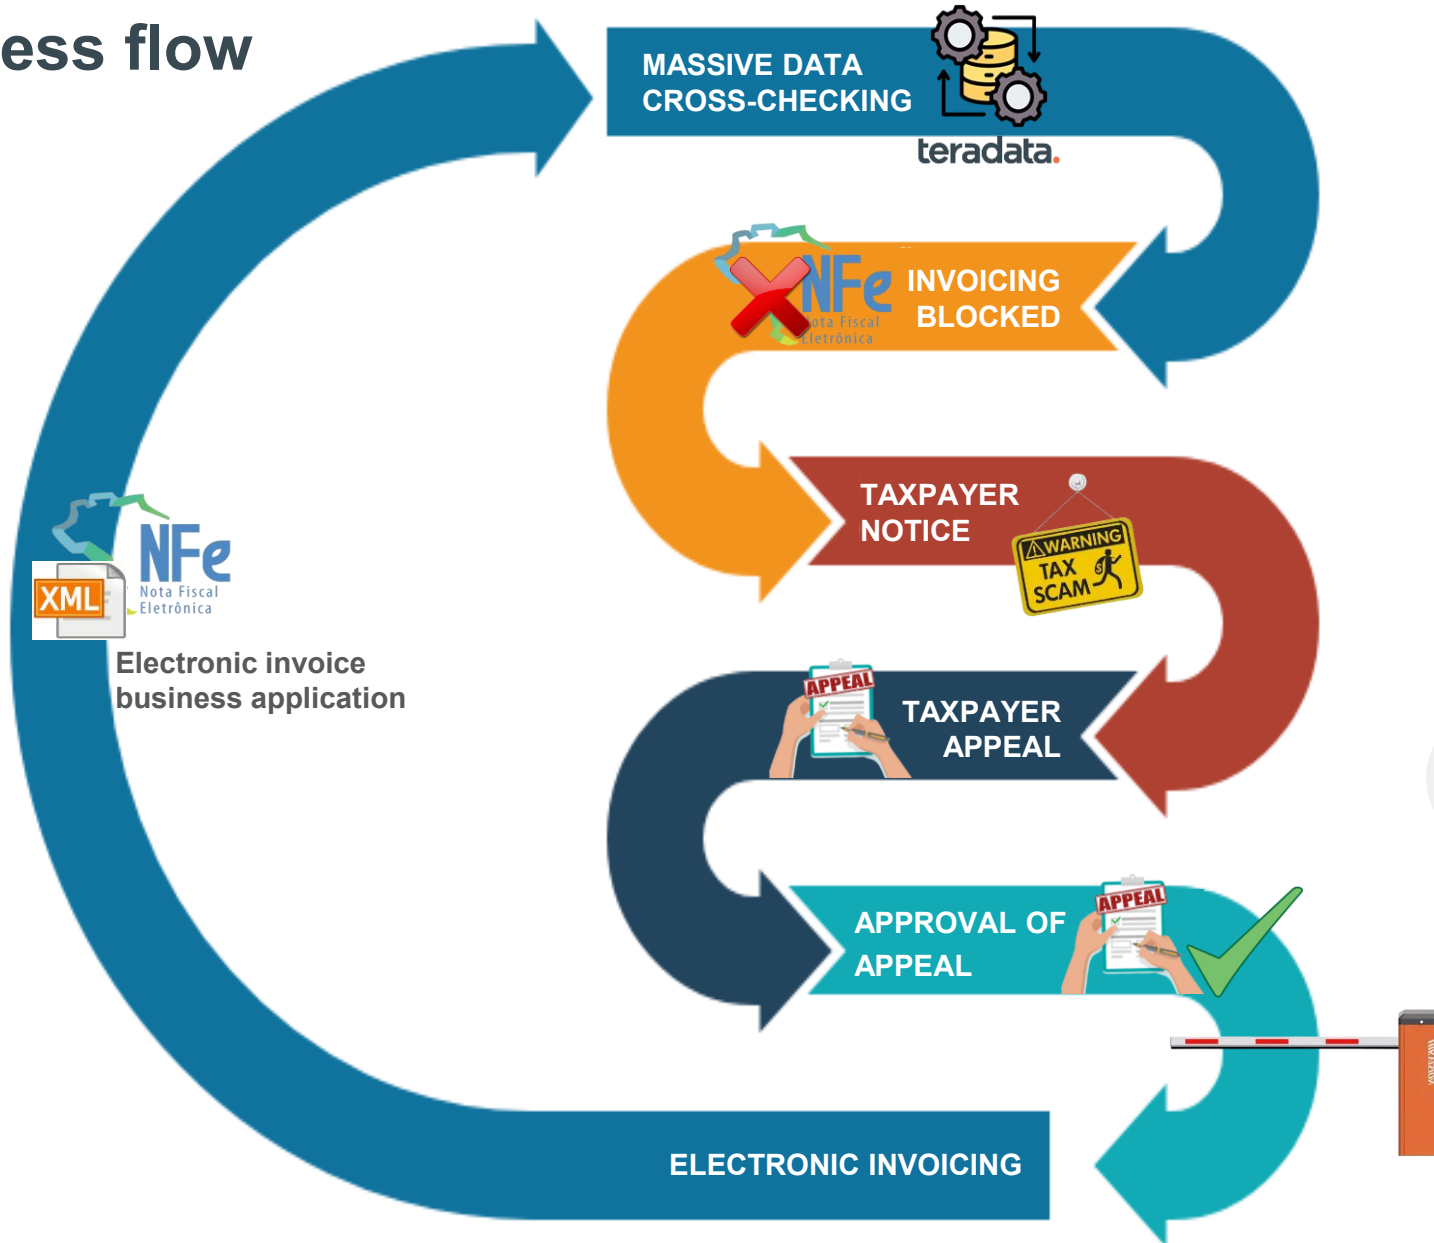 ess flow
MASSIVE DATA
CROSS-CHECKING
teradata.
NFe
Nota Fiscal
Eletrônica
INVOICING
BLOCKED
TAXPAYER
NOTICE
WARNING
TAX
SCAM
XML
NFe
Nota Fiscal
Eletrônica
Electronic invoice
business application
APPEAL
TAXPAYER
APPEAL
APPROVAL OF
APPEAL
APPEAL
ELECTRONIC INVOICING